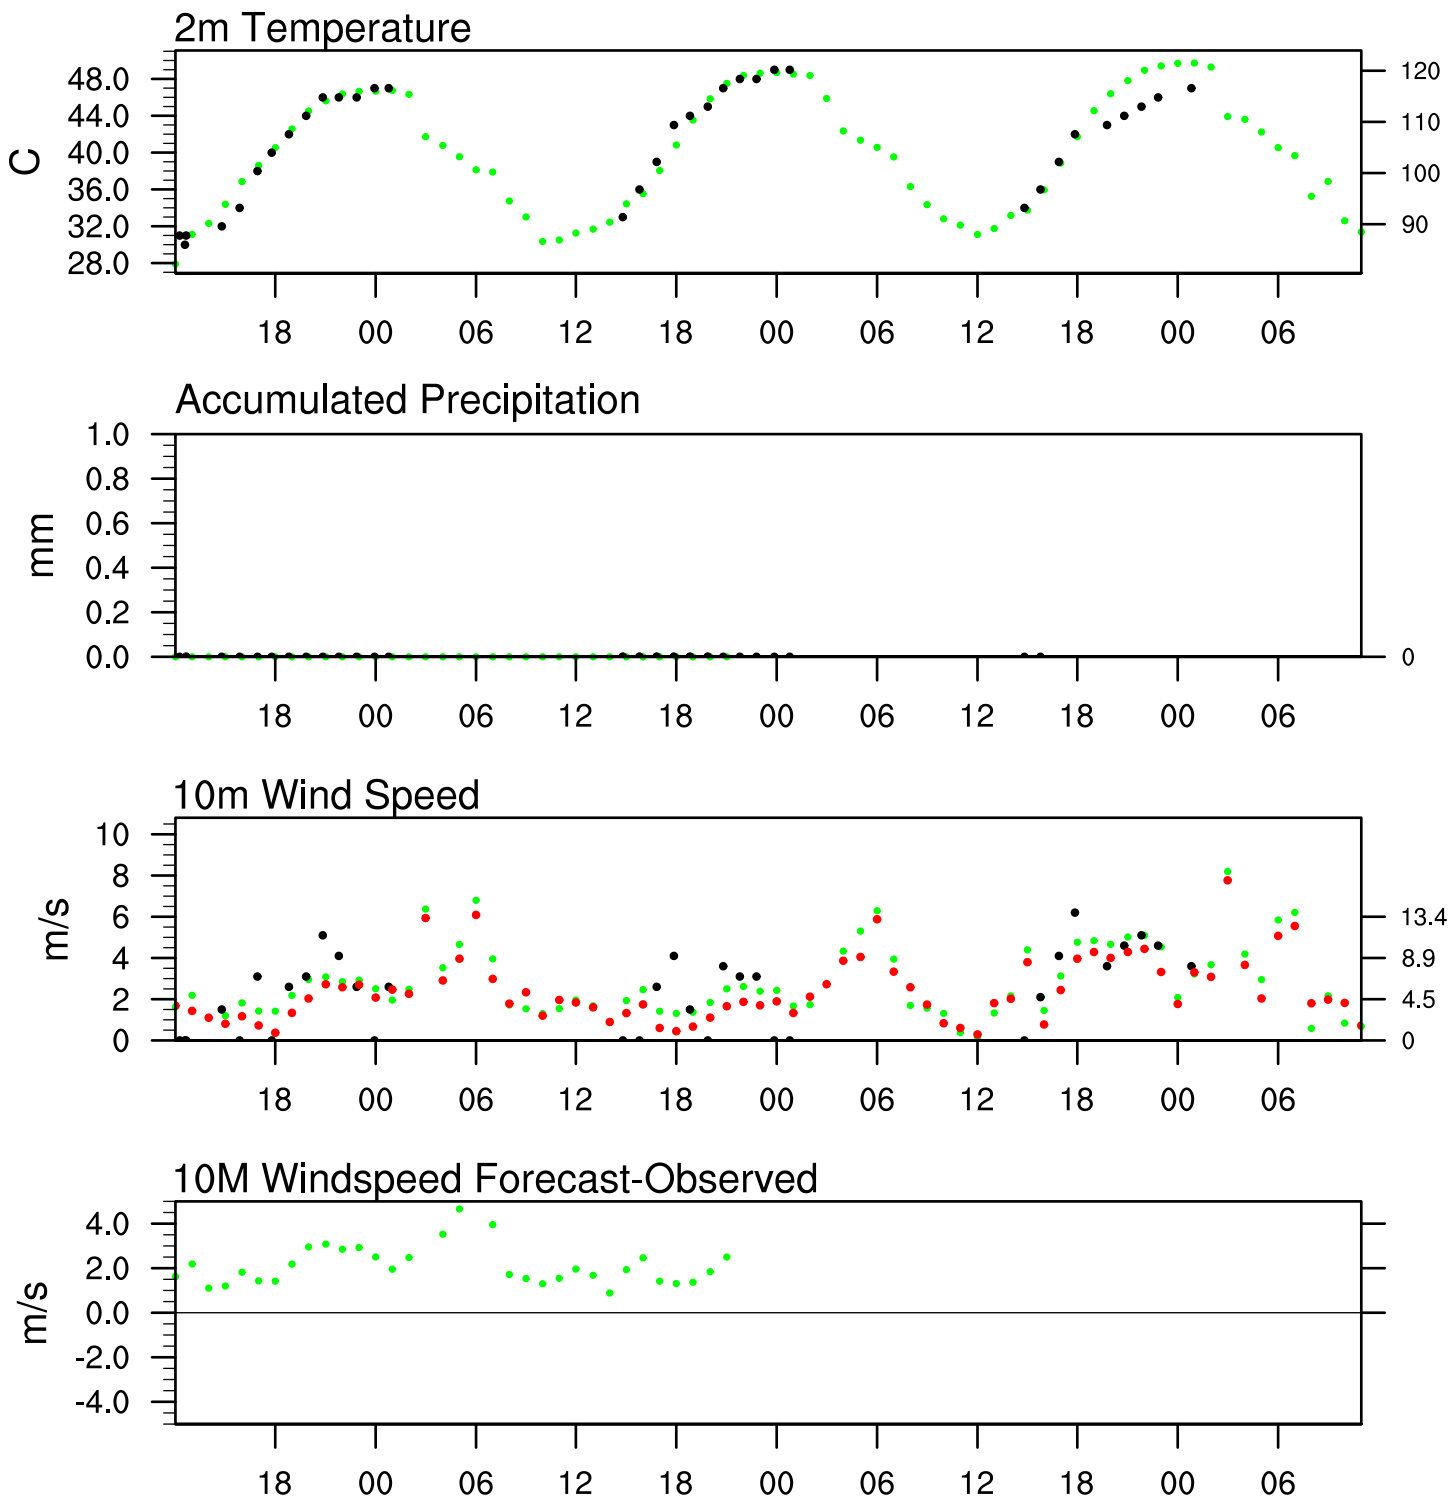 2m Temperature
48.0
44.0
40.0
36.0
32.0
28.0
C
120
110
100
90
18 00 06 12 18 00 06 12 18 00 06
Accumulated Precipitation
1.0
0.8
0.6
0.4
0.2
0.0
mm
0
18 00 06 12 18 00 06 12 18 00 06
10m Wind Speed
10
8
6
4
2
0
m/s
13.4
8.9
4.5
0
18 00 06 12 18 00 06 12 18 00 06
10M Windspeed Forecast-Observed
4.0
2.0
0.0
-2.0
-4.0
m/s
18 00 06 12 18 00 06 12 18 00 06